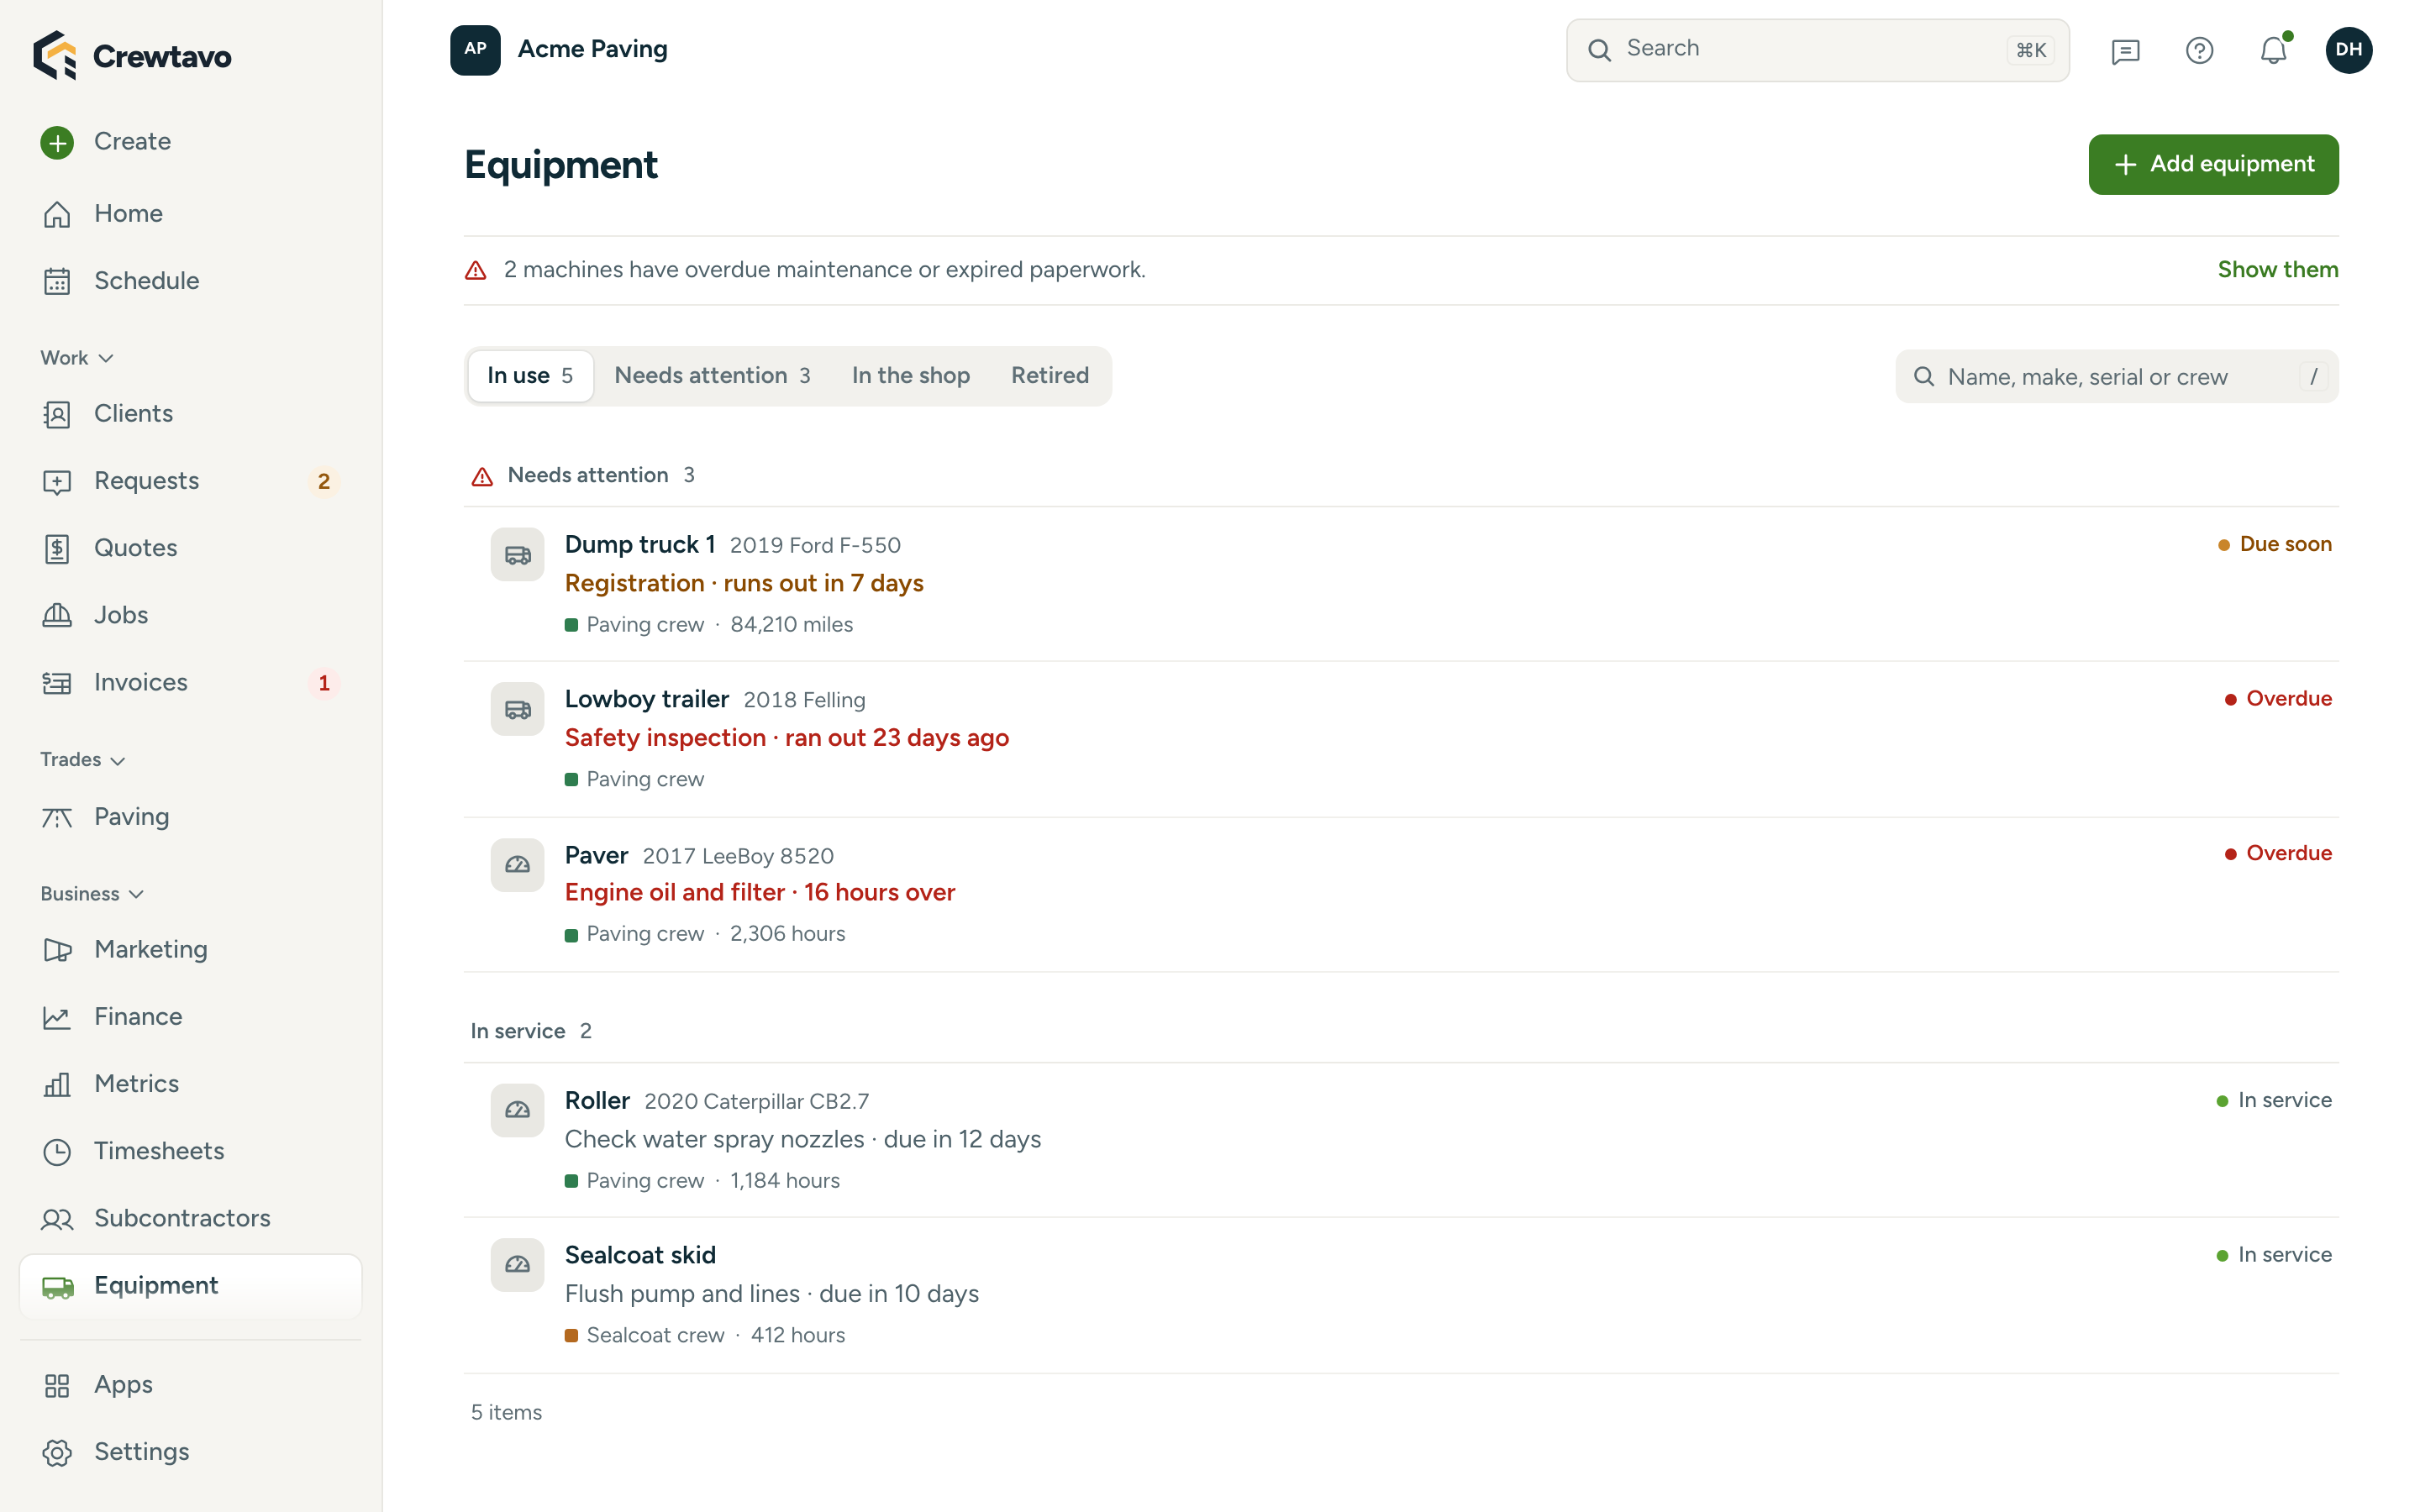 Crewtavo
Create
Home
Schedule
Work
Clients
Requests 2
Quotes
Jobs
Invoices 1
Trades
Paving
Business
Marketing
Finance
Metrics
Timesheets
Subcontractors
Equipment
Apps
Settings
AP Acme Paving
Search ⌘K
DH
Equipment
Add equipment
2 machines have overdue maintenance or expired paperwork.
Show them
In use 5 Needs attention 3 In the shop Retired
Name, make, serial or crew /
Needs attention 3
Dump truck 1 2019 Ford F-550
Due soon
Registration · runs out in 7 days
Paving crew · 84,210 miles
Lowboy trailer 2018 Felling
Overdue
Safety inspection · ran out 23 days ago
Paving crew
Paver 2017 LeeBoy 8520
Overdue
Engine oil and filter · 16 hours over
Paving crew · 2,306 hours
In service 2
Roller 2020 Caterpillar CB2.7
In service
Check water spray nozzles · due in 12 days
Paving crew · 1,184 hours
Sealcoat skid
In service
Flush pump and lines · due in 10 days
Sealcoat crew · 412 hours
5 items